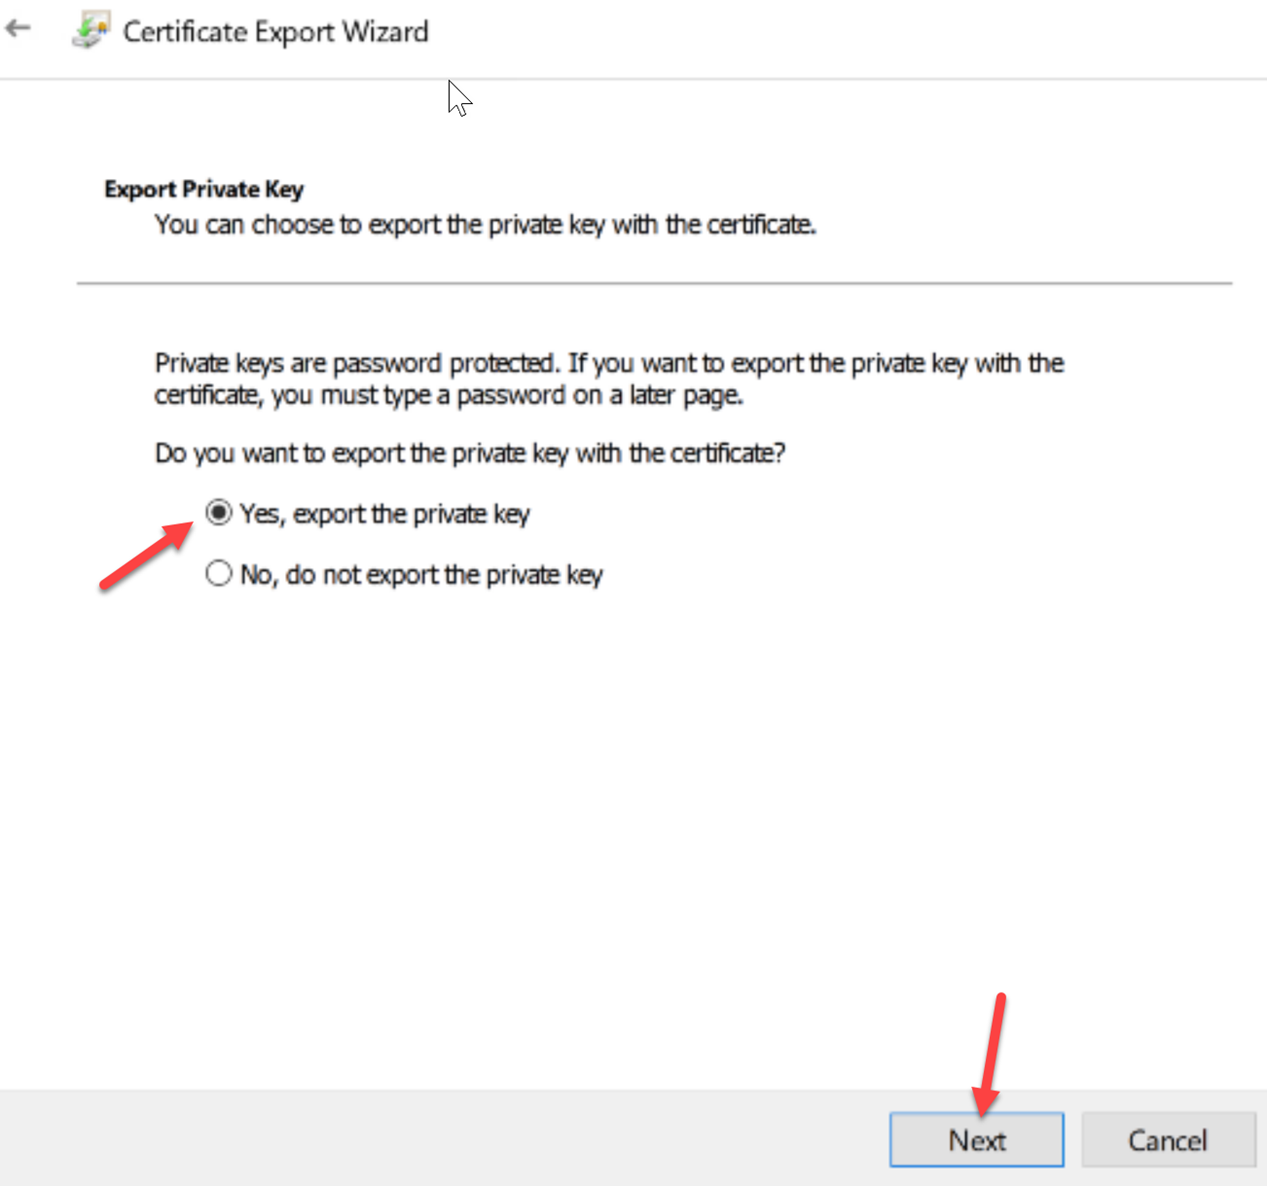 Certificate Export Wizard
Export Private Key
You can choose to export the private key with the certificate.
Private keys are password protected. If you want to export the private key with the
certificate, you must type a password on a later page.
Do you want to export the private key with the certificate?
Yes, export the private key
No, do not export the private key
Next
Cancel